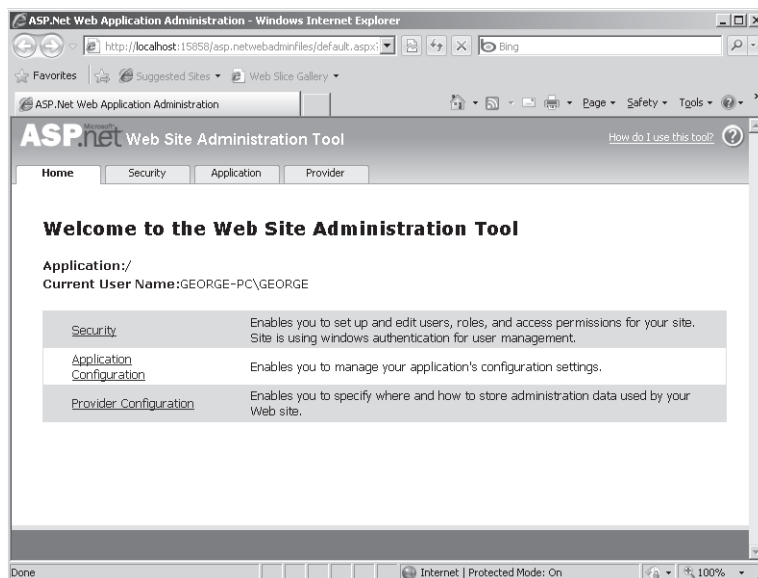 ASP.Net Web Application Administration - Windows Internet Explorer
http://localhost:15858/asp.netwebadminfiles/default.aspx?
Bing
Favorites
Suggested Sites
Web Slice Gallery
ASP.Net Web Application Administration
Page
Safety
Tools
Microsoft
ASP.net Web Site Administration Tool
How do I use this tool? ?
Home
Security
Application
Provider
Welcome to the Web Site Administration Tool
Application:/
Current User Name:GEORGE-PC\GEORGE
Security
Enables you to set up and edit users, roles, and access permissions for your site.
Site is using windows authentication for user management.
Application
Configuration
Enables you to manage your application's configuration settings.
Provider Configuration
Enables you to specify where and how to store administration data used by your
Web site.
Done
Internet | Protected Mode: On
100%